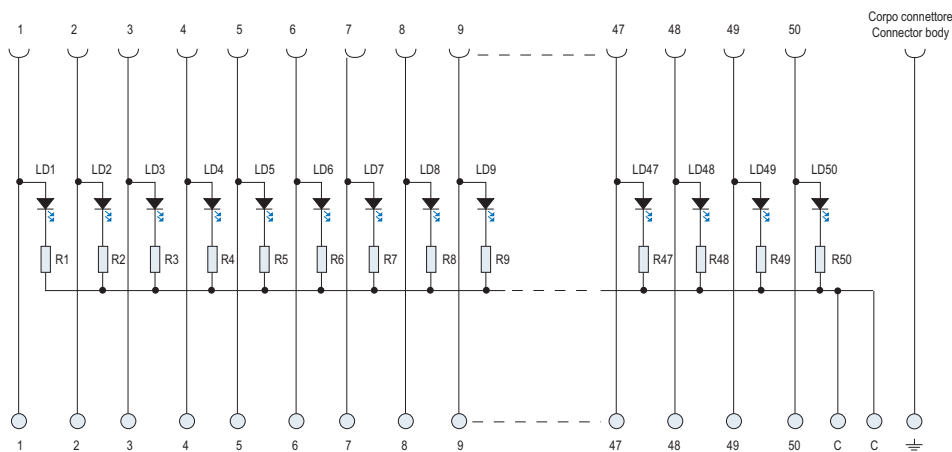 Corpo connettore
Connector body
1 2 3 4 5 6 7 8 9 47 48 49 50
LD1 LD2 LD3 LD4 LD5 LD6 LD7 LD8 LD9 LD47 LD48 LD49 LD50
R1 R2 R3 R4 R5 R6 R7 R8 R9 R47 R48 R49 R50
1 2 3 4 5 6 7 8 9 47 48 49 50 C C